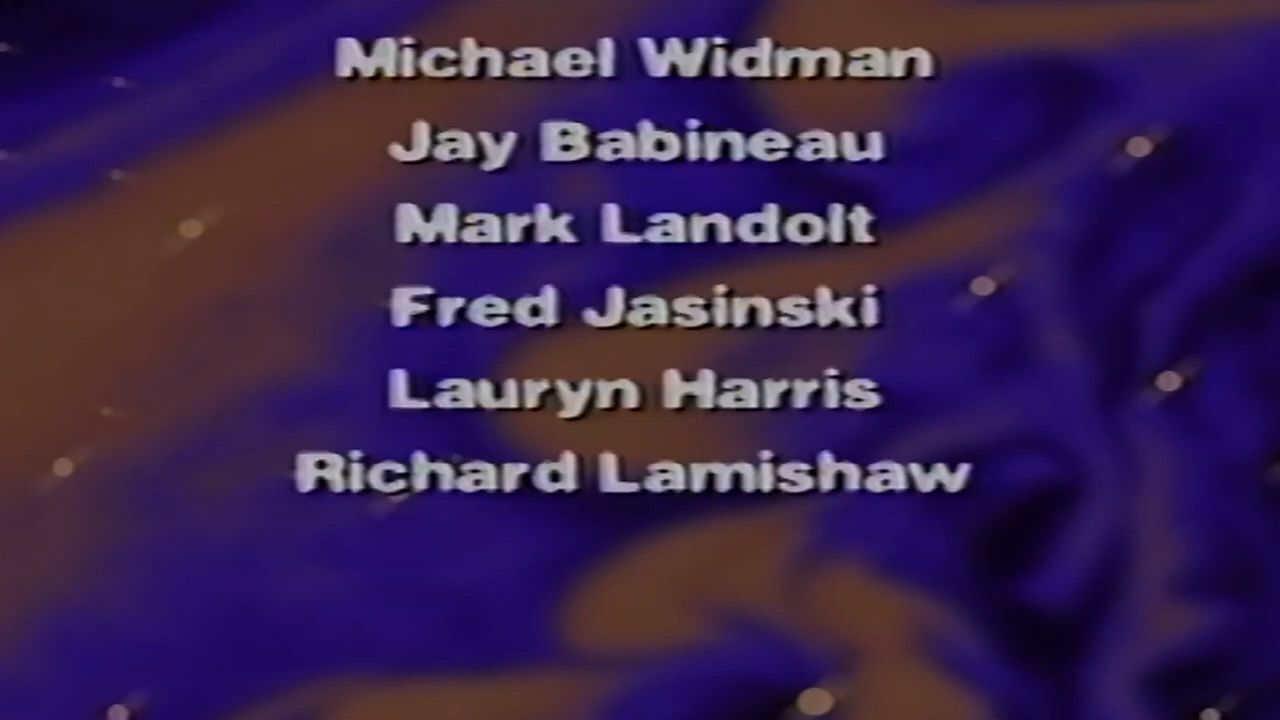 Michael Widman
Jay Babineau
Mark Landolt
Fred Jasinski
Lauryn Harris
Richard Lamishaw